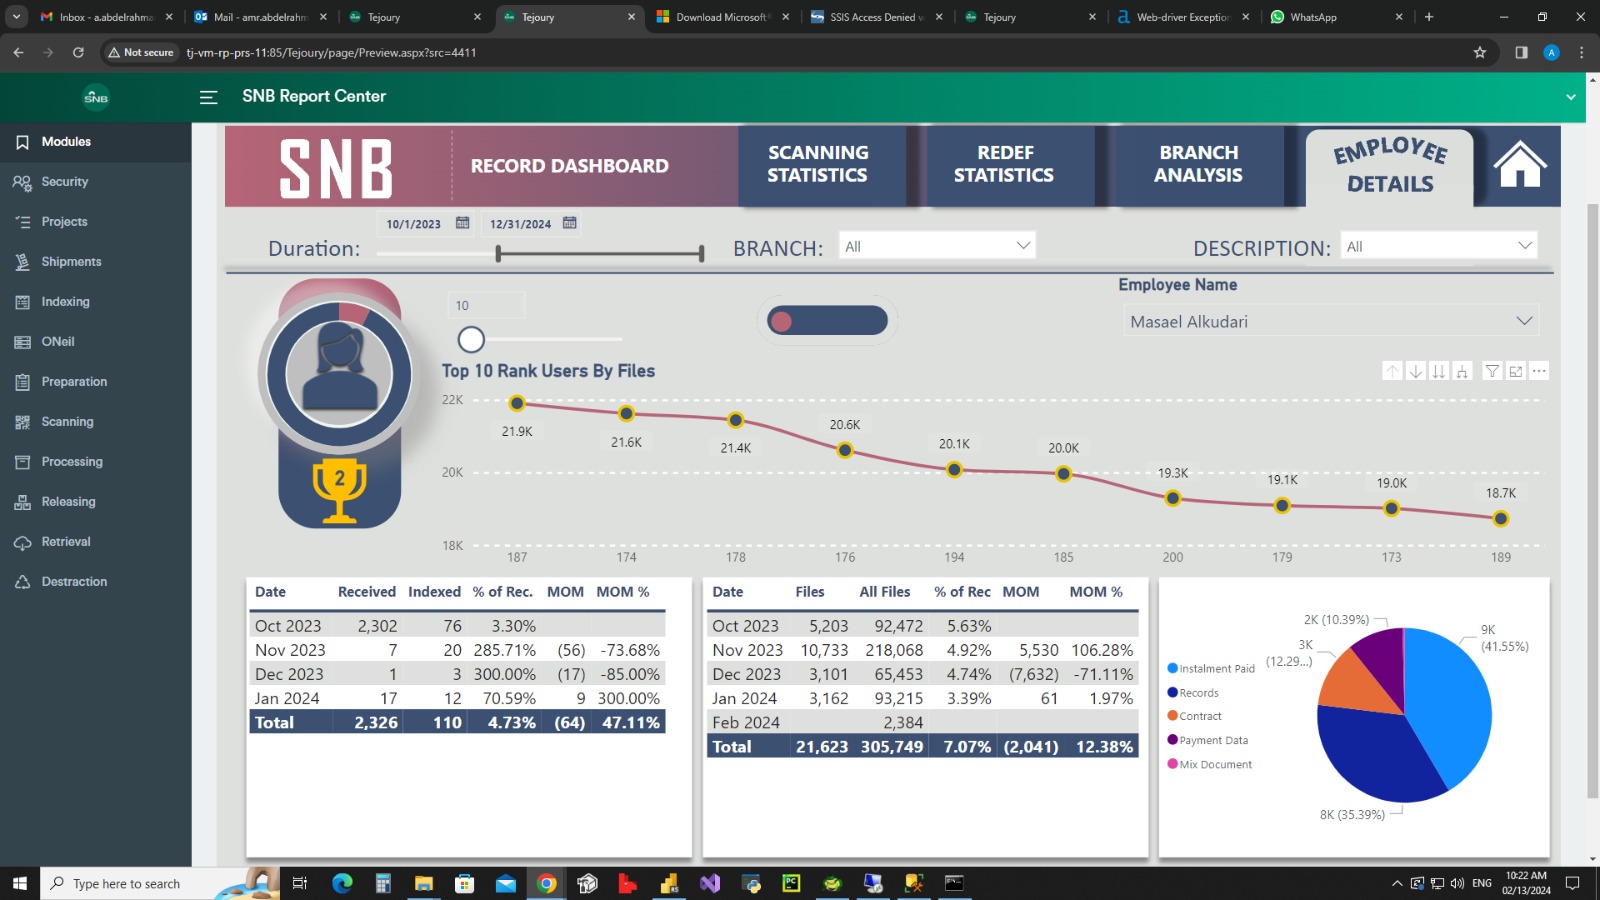 Inbox - a.abdelrahma
Mail - amr.abdelrahm
Tejoury
Tejoury
Download Microsoft
SSIS Access Denied
Tejoury
Web-driver Exception
WhatsApp
Not secure
tj-vm-rp-prs-11:85/Tejoury/page/Preview.aspx?src=4411
A
SNB
SNB Report Center
Modules
Security
Projects
Shipments
Indexing
ONeil
Preparation
Scanning
Processing
Releasing
Retrieval
Destraction
SNB
RECORD DASHBOARD
SCANNING
STATISTICS
REDEF
STATISTICS
BRANCH
ANALYSIS
EMPLOYEE
DETAILS
Duration:
10/1/2023
12/31/2024
BRANCH:
All
DESCRIPTION:
All
2
10
Employee Name
Masael Alkudari
Top 10 Rank Users By Files
22K
20K
18K
21.9K 21.6K 21.4K 20.6K 20.1K 20.0K 19.3K 19.1K 19.0K 18.7K
187 174 178 176 194 185 200 179 173 189
Date Received Indexed % of Rec. MOM MOM %
Oct 2023 2,302 76 3.30%
Nov 2023 7 20 285.71% (56) -73.68%
Dec 2023 1 3 300.00% (17) -85.00%
Jan 2024 17 12 70.59% 9 300.00%
Total 2,326 110 4.73% (64) 47.11%
Date Files All Files % of Rec MOM MOM %
Oct 2023 5,203 92,472 5.63%
Nov 2023 10,733 218,068 4.92% 5,530 106.28%
Dec 2023 3,101 65,453 4.74% (7,632) -71.11%
Jan 2024 3,162 93,215 3.39% 61 1.97%
Feb 2024 2,384
Total 21,623 305,749 7.07% (2,041) 12.38%
Instalment Paid
Records
Contract
Payment Data
Mix Document
2K (10.39%)
3K
(12.29...)
9K
(41.55%)
8K (35.39%)
Type here to search
ENG
10:22 AM
02/13/2024